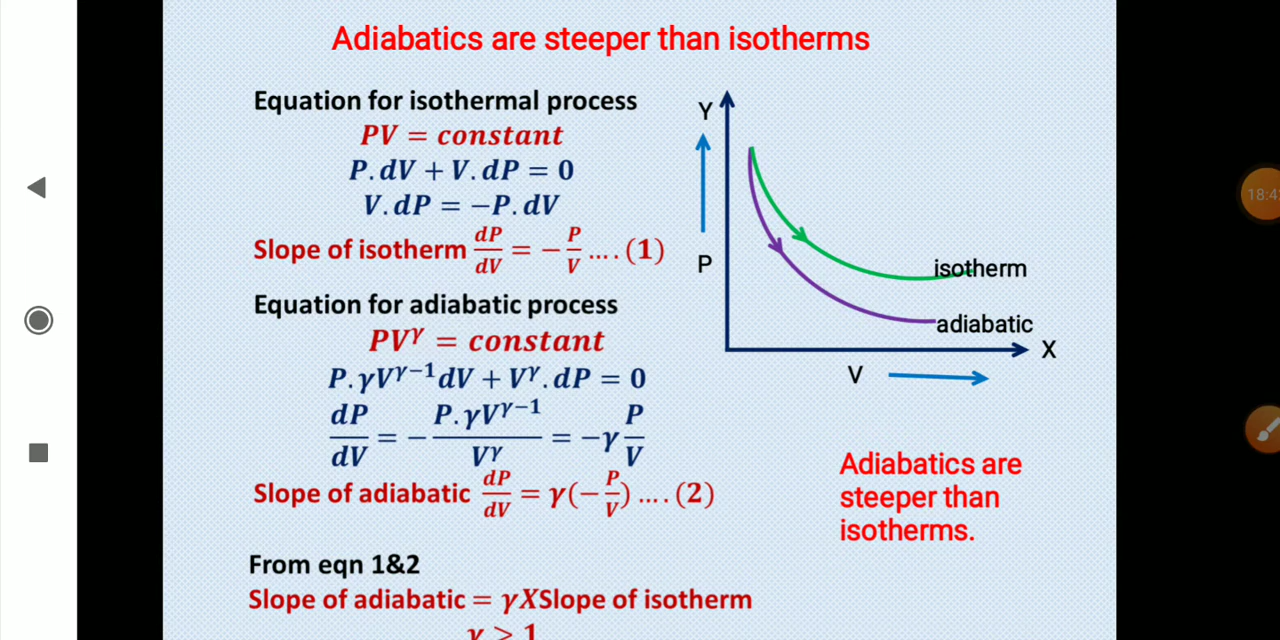 Adiabatics are steeper than isotherms
Equation for isothermal process
PV = constant
P.dV + V.dP = 0
V.dP = −P.dV
Slope of isotherm dP/dV = −P/V .... (1)
Equation for adiabatic process
PV^γ = constant
P.γV^(γ−1)dV + V^γ.dP = 0
dP/dV = − P.γV^(γ−1)/V^γ = −γ P/V
Slope of adiabatic dP/dV = γ(−P/V) .... (2)
From eqn 1&2
Slope of adiabatic = γXSlope of isotherm
γ > 1
Y
P
isotherm
adiabatic
X
V
Adiabatics are
steeper than
isotherms.